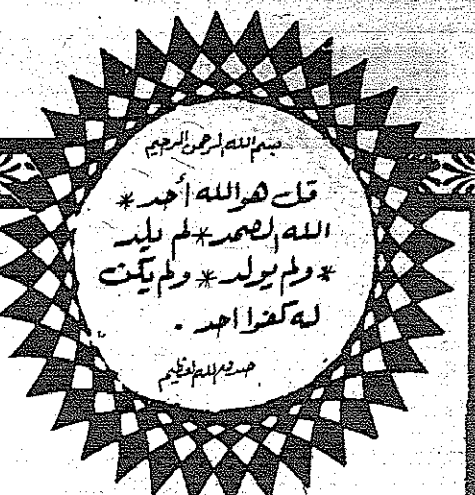 بسم الله الرحمن الرحيم
قل هو الله أحد *
الله الصمد * لم يلد
* ولم يولد * ولم يكن
له كفوا احد .
صدق الله العظيم